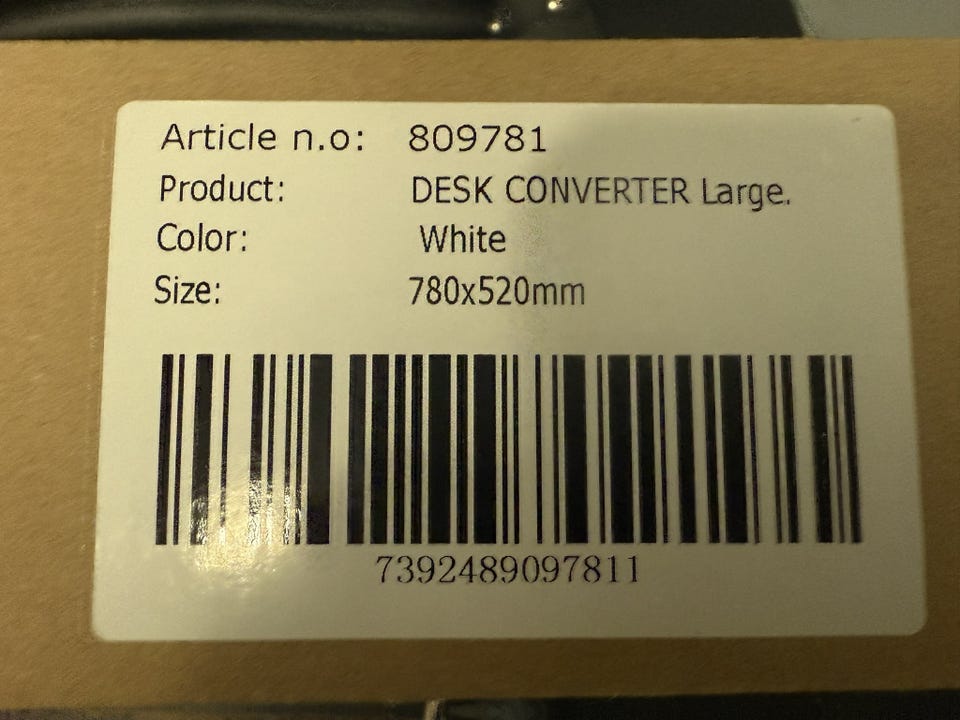 Article n.o: 809781
Product: DESK CONVERTER Large.
Color: White
Size: 780x520mm
7392489097811